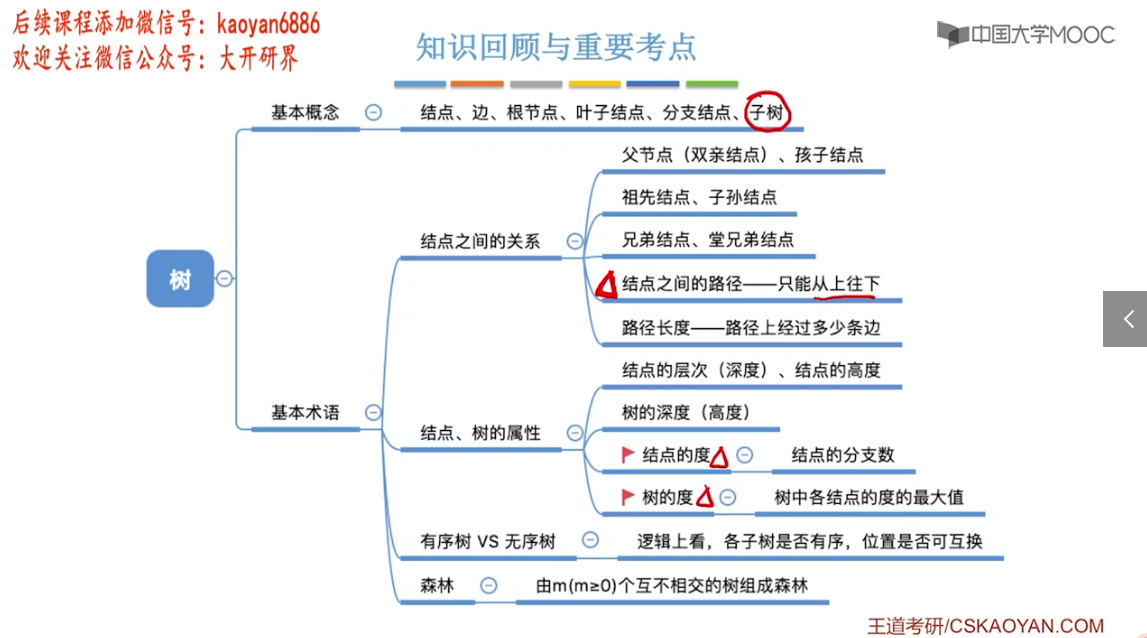 后续课程添加微信号：kaoyan6886
欢迎关注微信公众号：大开研界
中国大学MOOC
知识回顾与重要考点
树
基本概念
结点、边、根节点、叶子结点、分支结点、子树
基本术语
结点之间的关系
父节点（双亲结点）、孩子结点
祖先结点、子孙结点
兄弟结点、堂兄弟结点
结点之间的路径——只能从上往下
路径长度——路径上经过多少条边
结点、树的属性
结点的层次（深度）、结点的高度
树的深度（高度）
结点的度
结点的分支数
树的度
树中各结点的度的最大值
有序树 VS 无序树
逻辑上看，各子树是否有序，位置是否可互换
森林
由m(m≥0)个互不相交的树组成森林
王道考研/CSKAOYAN.COM